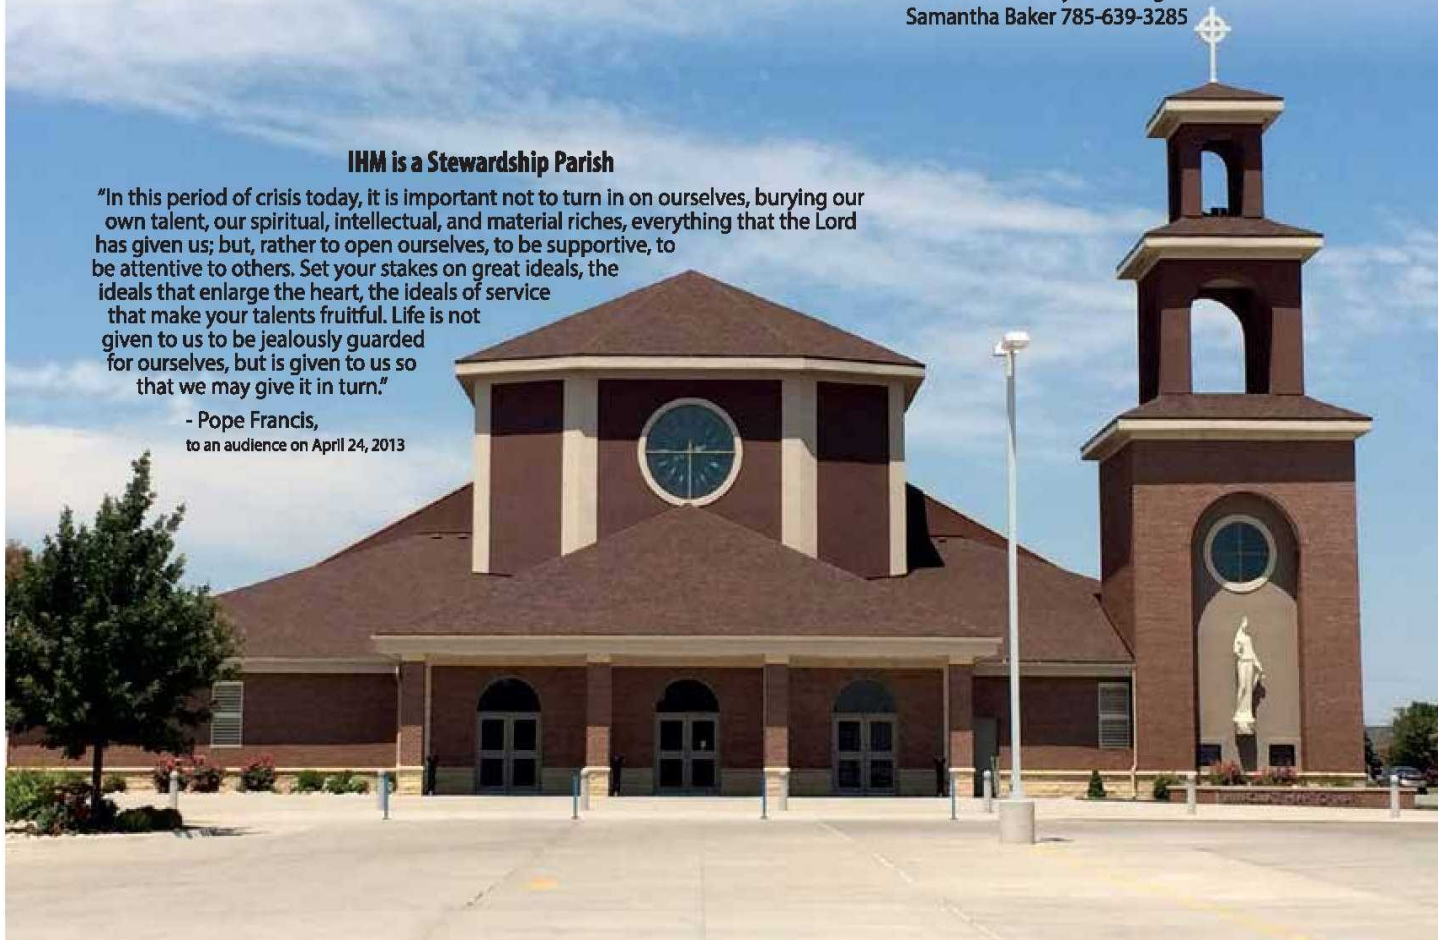 Samantha Baker 785-639-3285
IHM is a Stewardship Parish
“In this period of crisis today, it is important not to turn in on ourselves, burying our
own talent, our spiritual, intellectual, and material riches, everything that the Lord
has given us; but, rather to open ourselves, to be supportive, to
be attentive to others. Set your stakes on great ideals, the
ideals that enlarge the heart, the ideals of service
that make your talents fruitful. Life is not
given to us to be jealously guarded
for ourselves, but is given to us so
that we may give it in turn.”
- Pope Francis,
to an audience on April 24, 2013